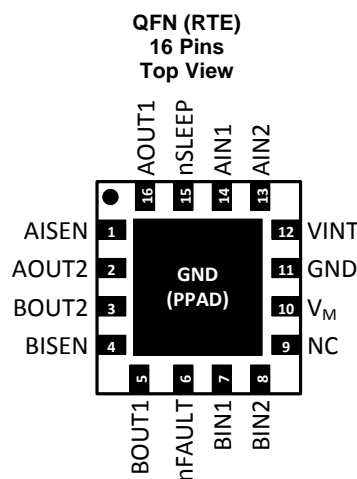 QFN (RTE)
16 Pins
Top View
AOUT1
nSLEEP
AIN1
AIN2
16
15
14
13
AISEN 1
AOUT2 2
BOUT2 3
BISEN 4
GND
(PPAD)
12 VINT
11 GND
10 VM
9 NC
5
6
7
8
BOUT1
nFAULT
BIN1
BIN2